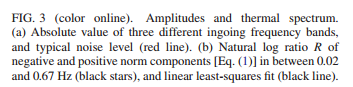 FIG. 3 (color online). Amplitudes and thermal spectrum.
(a) Absolute value of three different ingoing frequency bands,
and typical noise level (red line). (b) Natural log ratio R of
negative and positive norm components [Eq. (1)] in between 0.02
and 0.67 Hz (black stars), and linear least-squares fit (black line).